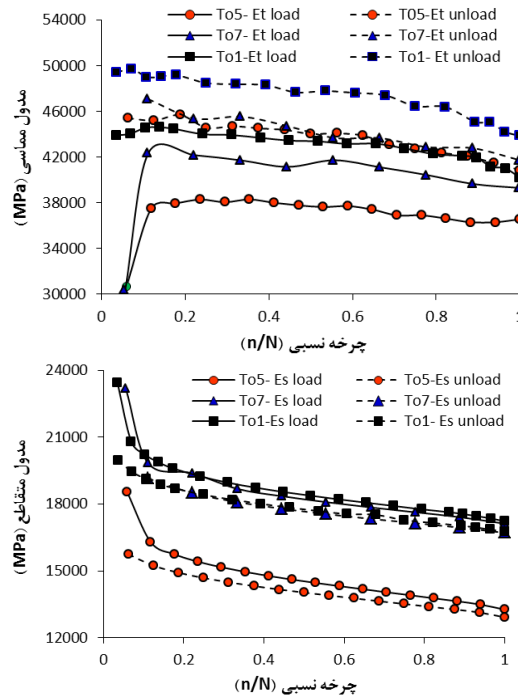 To5- Et load
T05-Et unload
To7- Et load
To7-Et unload
To1-Et load
To1- Et unload
54000
50000
46000
42000
38000
34000
30000
مدول مماسی (MPa)
0
0.2
0.4
0.6
0.8
1
چرخه نسبی (n/N)
To5- Es load
To5-Es unload
To7- Es load
To7- Es unload
To1-Es load
To1- Es unload
24000
21000
18000
15000
12000
مدول متقاطع (MPa)
0
0.2
0.4
0.6
0.8
1
چرخه نسبی (n/N)